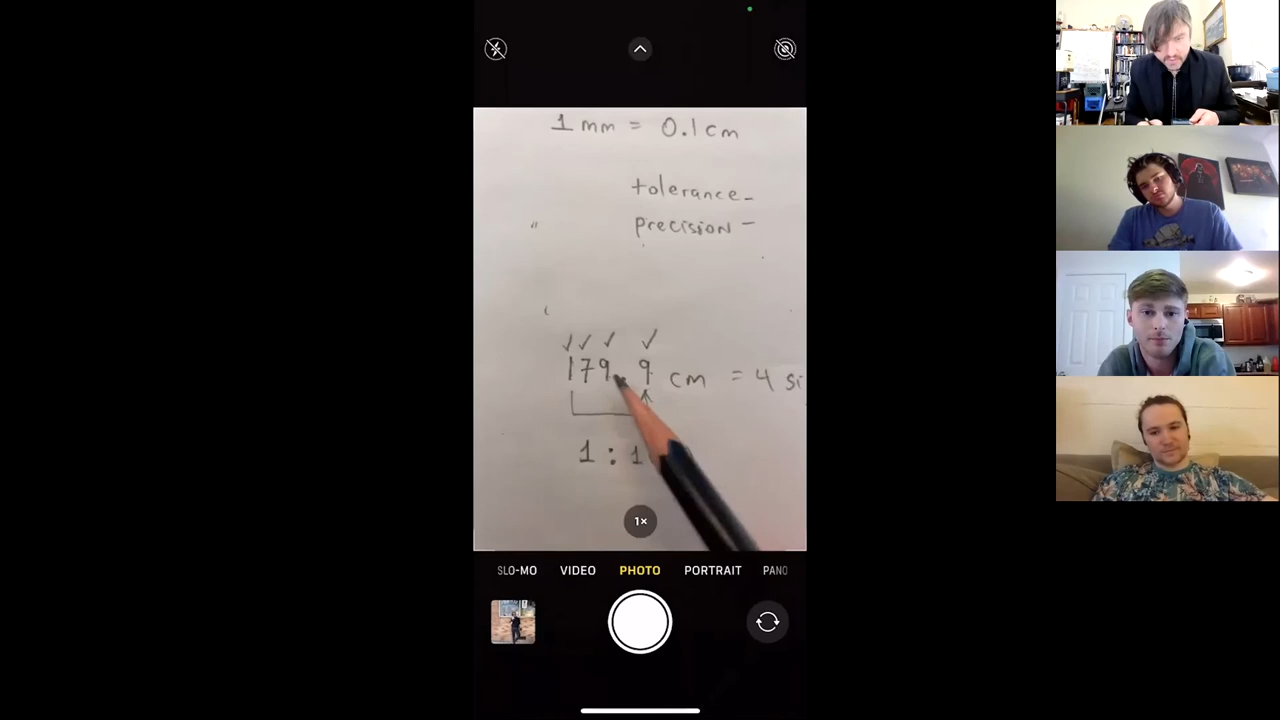 1 mm = 0.1 cm
tolerance -
precision -
179.9 cm = 4 si
1 : 1
1×
SLO-MO VIDEO PHOTO PORTRAIT PANO